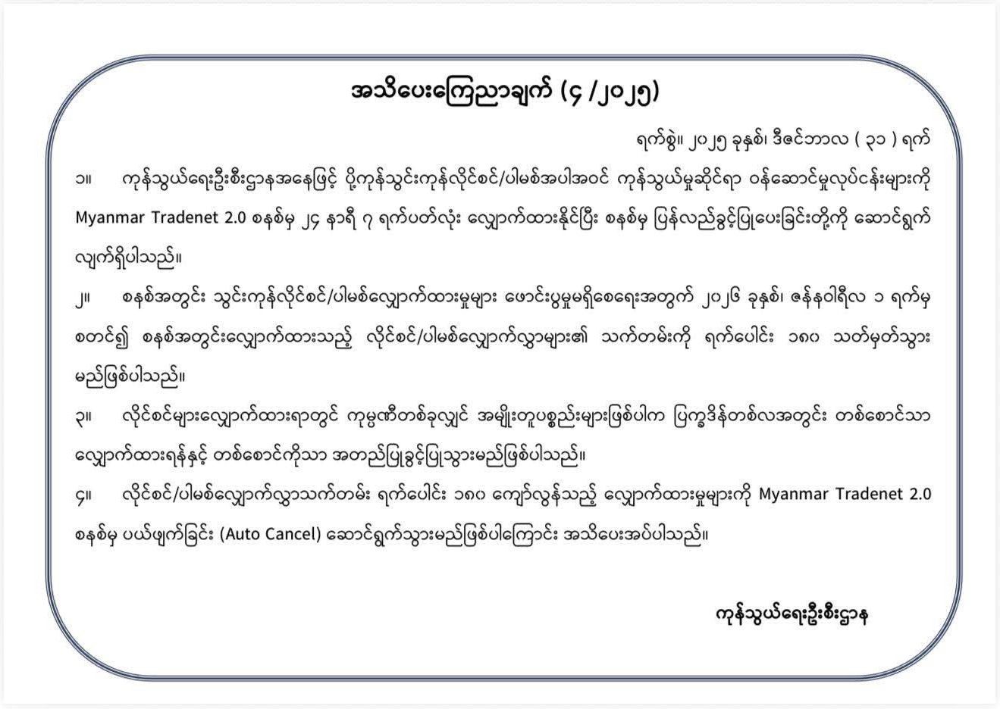 အသိပေးကြေညာချက် (၄ /၂၀၂၅)
ရက်စွဲ။ ၂၀၂၅ ခုနှစ်၊ ဒီဇင်ဘာလ ( ၃၁ ) ရက်
၁။ ကုန်သွယ်ရေးဦးစီးဌာနအနေဖြင့် ပို့ကုန်သွင်းကုန်လိုင်စင်/ပါမစ်အပါအဝင် ကုန်သွယ်မှုဆိုင်ရာ ဝန်ဆောင်မှုလုပ်ငန်းများကို
Myanmar Tradenet 2.0 စနစ်မှ ၂၄ နာရီ ၇ ရက်ပတ်လုံး လျှောက်ထားနိုင်ပြီး စနစ်မှ ပြန်လည်ခွင့်ပြုပေးခြင်းတို့ကို ဆောင်ရွက်
လျက်ရှိပါသည်။
၂။ စနစ်အတွင်း သွင်းကုန်လိုင်စင်/ပါမစ်လျှောက်ထားမှုများ ဖောင်းပွမှုမရှိစေရေးအတွက် ၂၀၂၆ ခုနှစ်၊ ဇန်နဝါရီလ ၁ ရက်မှ
စတင်၍ စနစ်အတွင်းလျှောက်ထားသည့် လိုင်စင်/ပါမစ်လျှောက်လွှာများ၏ သက်တမ်းကို ရက်ပေါင်း ၁၈၀ သတ်မှတ်သွား
မည်ဖြစ်ပါသည်။
၃။ လိုင်စင်များလျှောက်ထားရာတွင် ကုမ္ပဏီတစ်ခုလျှင် အမျိုးတူပစ္စည်းများဖြစ်ပါက ပြက္ခဒိန်တစ်လအတွင်း တစ်စောင်သာ
လျှောက်ထားရန်နှင့် တစ်စောင်ကိုသာ အတည်ပြုခွင့်ပြုသွားမည်ဖြစ်ပါသည်။
၄။ လိုင်စင်/ပါမစ်လျှောက်လွှာသက်တမ်း ရက်ပေါင်း ၁၈၀ ကျော်လွန်သည့် လျှောက်ထားမှုများကို Myanmar Tradenet 2.0
စနစ်မှ ပယ်ဖျက်ခြင်း (Auto Cancel) ဆောင်ရွက်သွားမည်ဖြစ်ပါကြောင်း အသိပေးအပ်ပါသည်။
ကုန်သွယ်ရေးဦးစီးဌာန